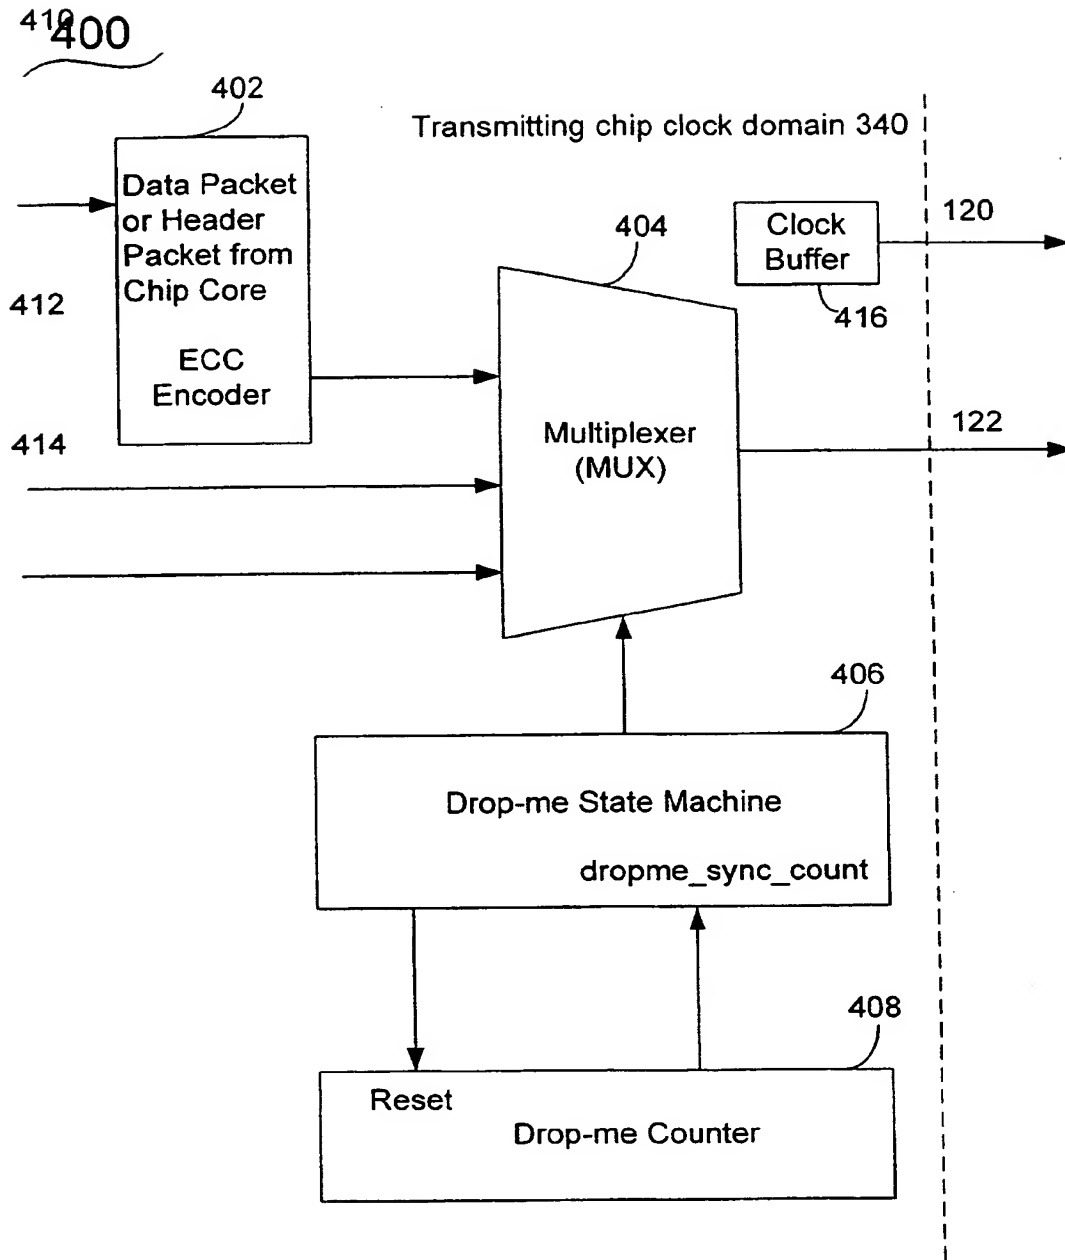 410
400
402
Transmitting chip clock domain 340
Data Packet
or Header
Packet from
Chip Core
ECC
Encoder
404
Clock
Buffer
120
412
416
414
Multiplexer
(MUX)
122
406
Drop-me State Machine
dropme_sync_count
408
Reset
Drop-me Counter